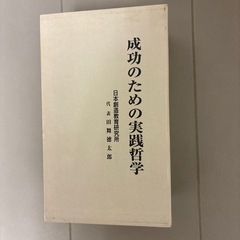 成功のための実践哲学
日本創造教育研究所
代表 田舞徳太郎